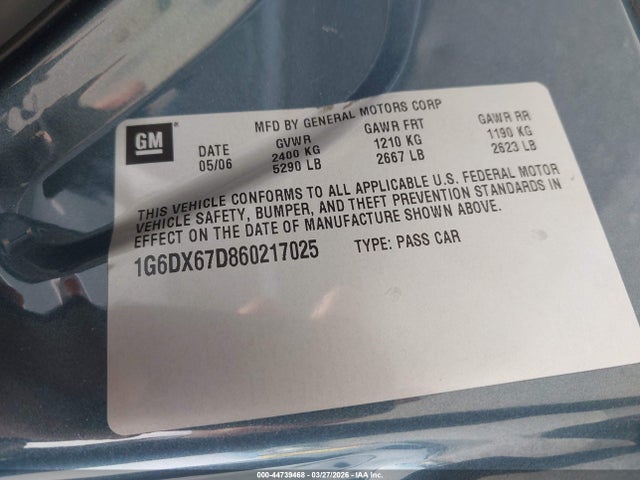 GM
MFD BY GENERAL MOTORS CORP
DATE GVWR GAWR FRT GAWR RR
05/06 2400 KG 1210 KG 1190 KG
5290 LB 2667 LB 2623 LB
THIS VEHICLE CONFORMS TO ALL APPLICABLE U.S. FEDERAL MOTOR
VEHICLE SAFETY, BUMPER, AND THEFT PREVENTION STANDARDS IN
EFFECT ON THE DATE OF MANUFACTURE SHOWN ABOVE.
1G6DX67D860217025 TYPE: PASS CAR
000-44739468 | 03/27/2026 | IAA Inc.